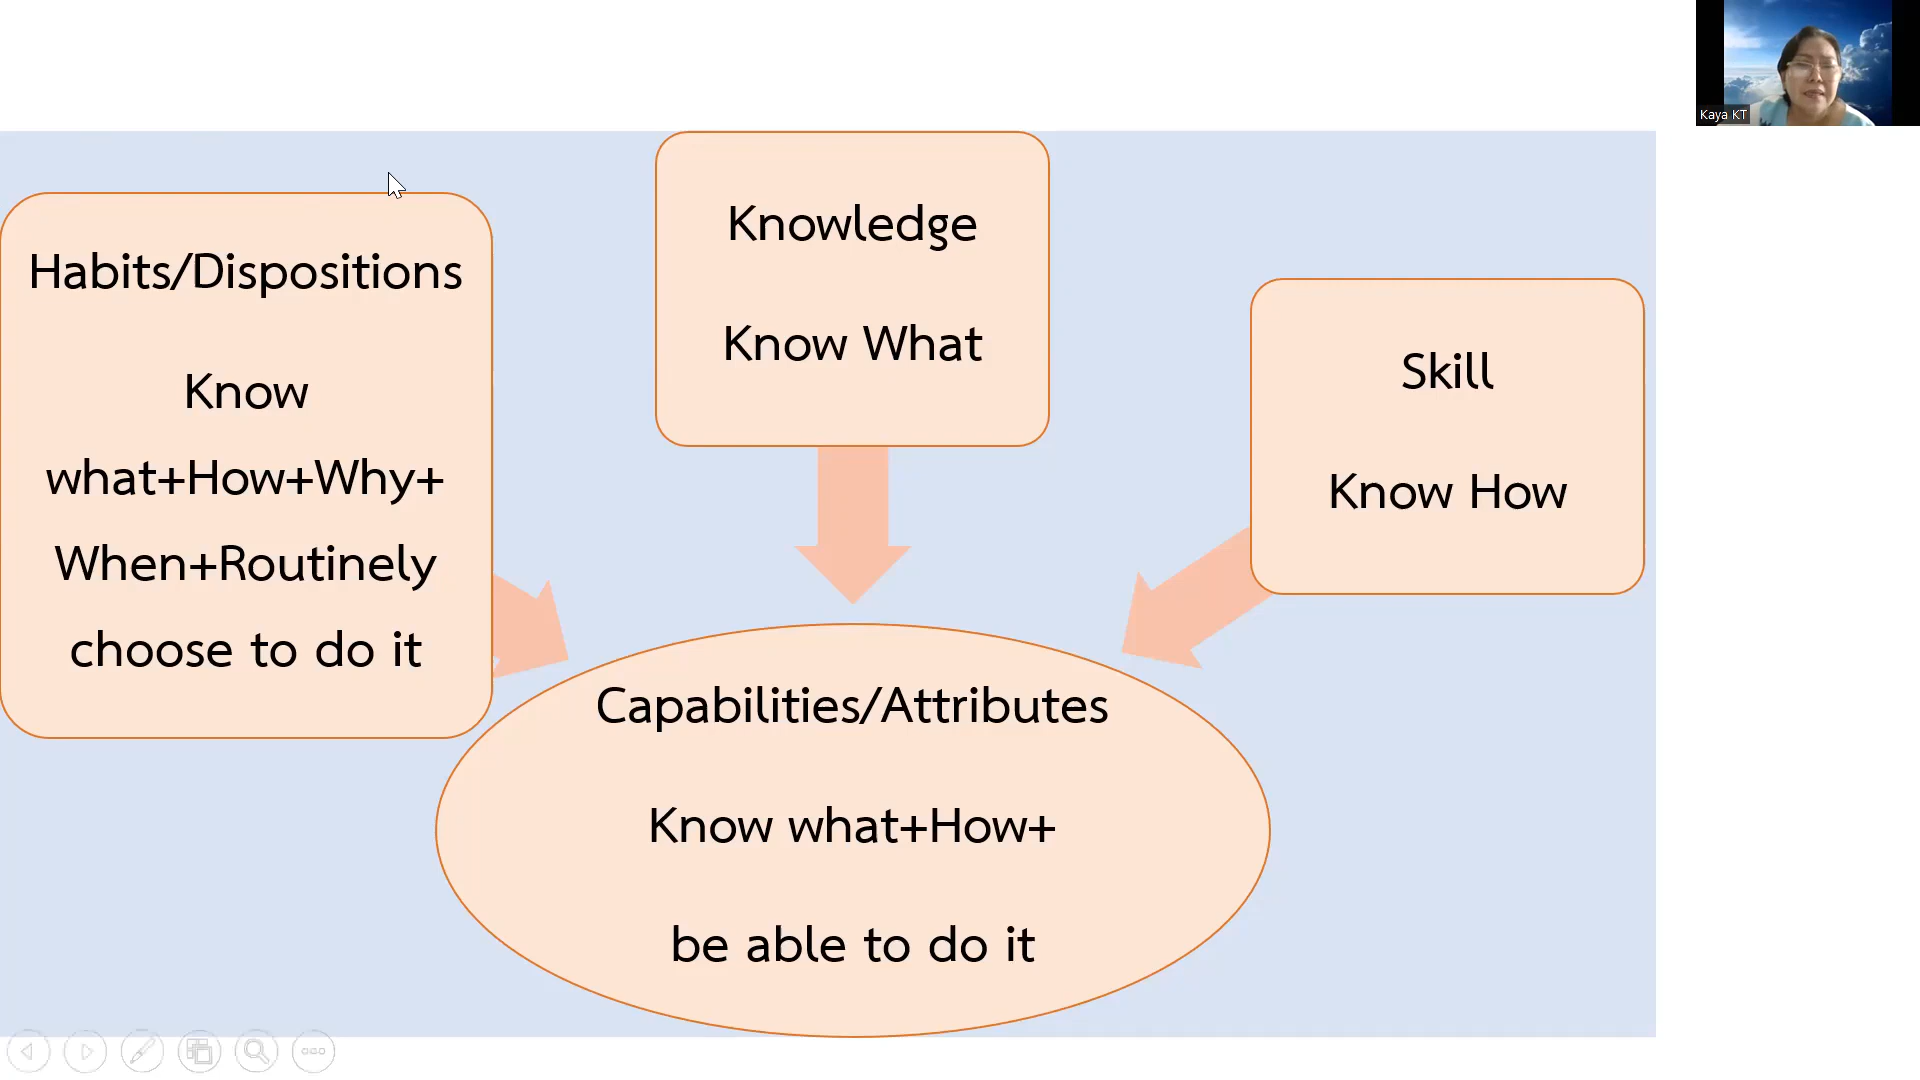 Kaya KT
Habits/Dispositions
Know
what+How+Why+
When+Routinely
choose to do it
Knowledge
Know What
Skill
Know How
Capabilities/Attributes
Know what+How+
be able to do it